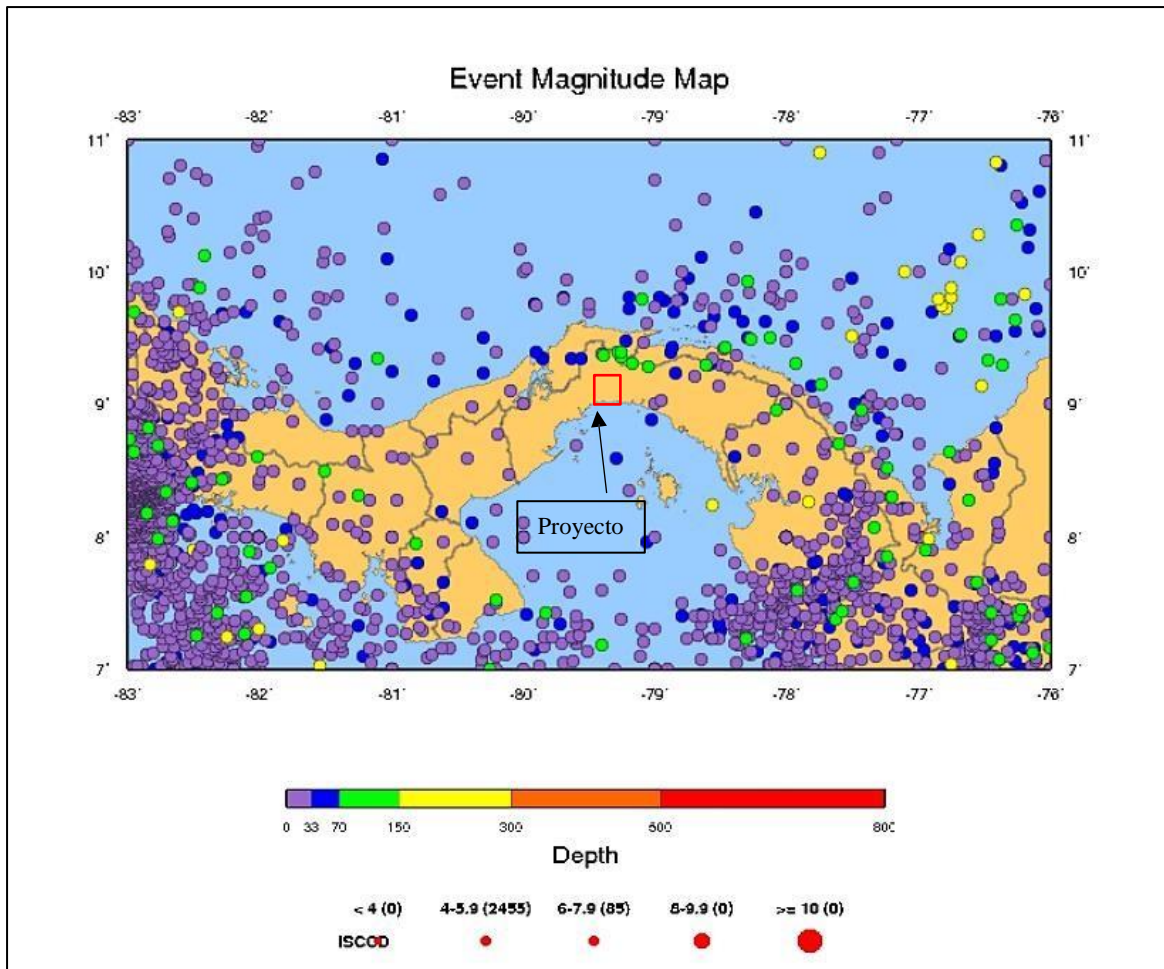 Event Magnitude Map
-83˚ -82˚ -81˚ -80˚ -79˚ -78˚ -77˚ -76˚
11˚ 11˚
10˚ 10˚
9˚ 9˚
Proyecto
8˚ 8˚
7˚ 7˚
-83˚ -82˚ -81˚ -80˚ -79˚ -78˚ -77˚ -76˚
0 33 70 150 300 500 800
Depth
< 4 (0) 4-5.9 (2455) 6-7.9 (85) 8-9.9 (0) >= 10 (0)